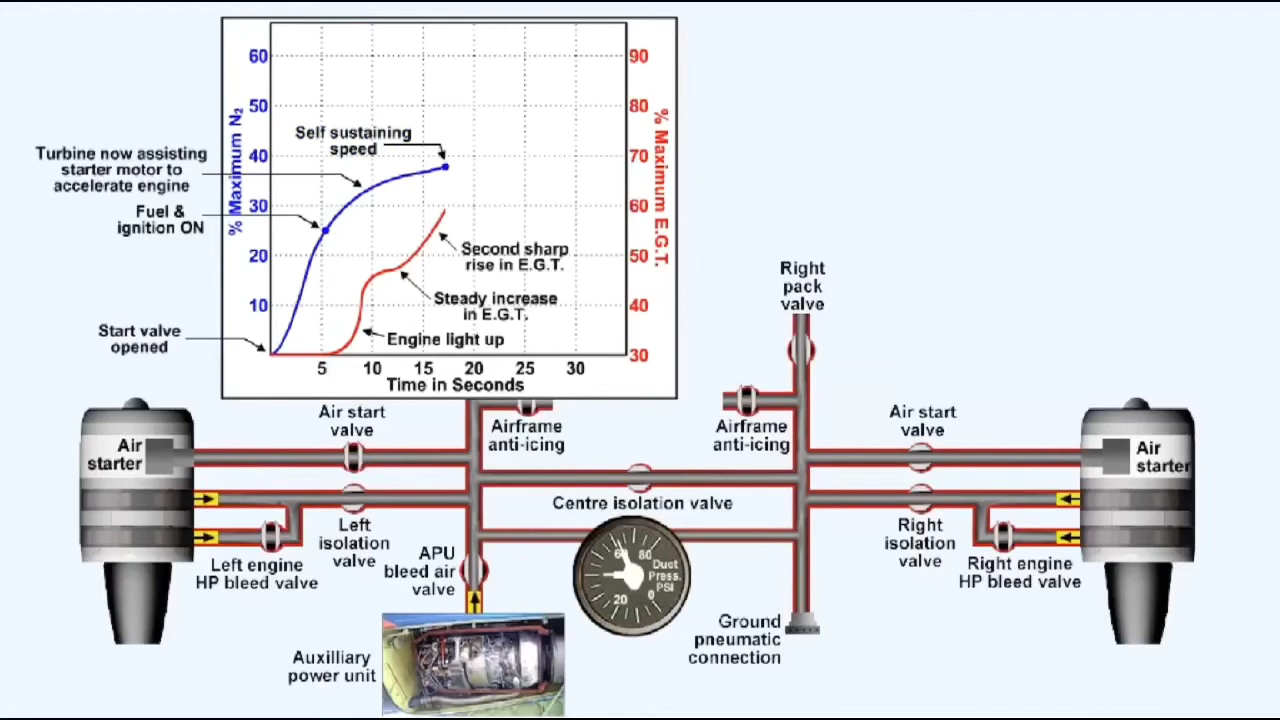 60
50
40
30
20
10
% Maximum N₂
90
80
70
60
50
40
30
% Maximum E.G.T.
5 10 15 20 25 30
Time in Seconds
Self sustaining
speed
Turbine now assisting
starter motor to
accelerate engine
Fuel &
ignition ON
Start valve
opened
Second sharp
rise in E.G.T.
Steady increase
in E.G.T.
Engine light up
Right
pack
valve
Air start
valve
Airframe
anti-icing
Airframe
anti-icing
Air start
valve
Air
starter
Air
starter
Centre isolation valve
Left
isolation
valve
Left engine
HP bleed valve
APU
bleed air
valve
60 80
Duct
Press.
PSI
20 0
Right
isolation
valve
Right engine
HP bleed valve
Ground
pneumatic
connection
Auxilliary
power unit